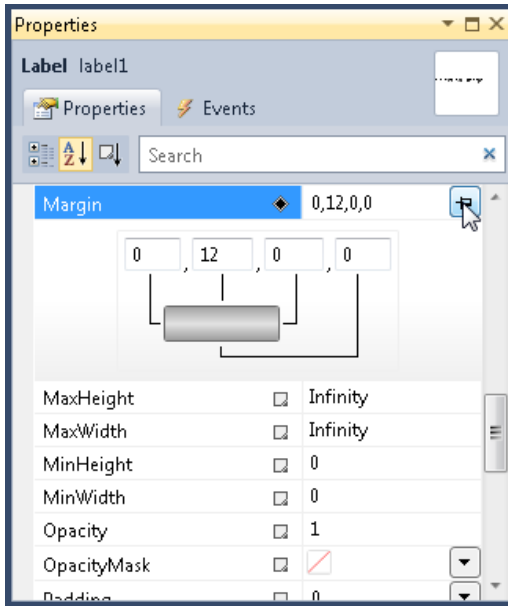 Properties
Label label1
Properties Events
Search
Margin 0,12,0,0
0 , 12 , 0 , 0
MaxHeight Infinity
MaxWidth Infinity
MinHeight 0
MinWidth 0
Opacity 1
OpacityMask
Padding 0